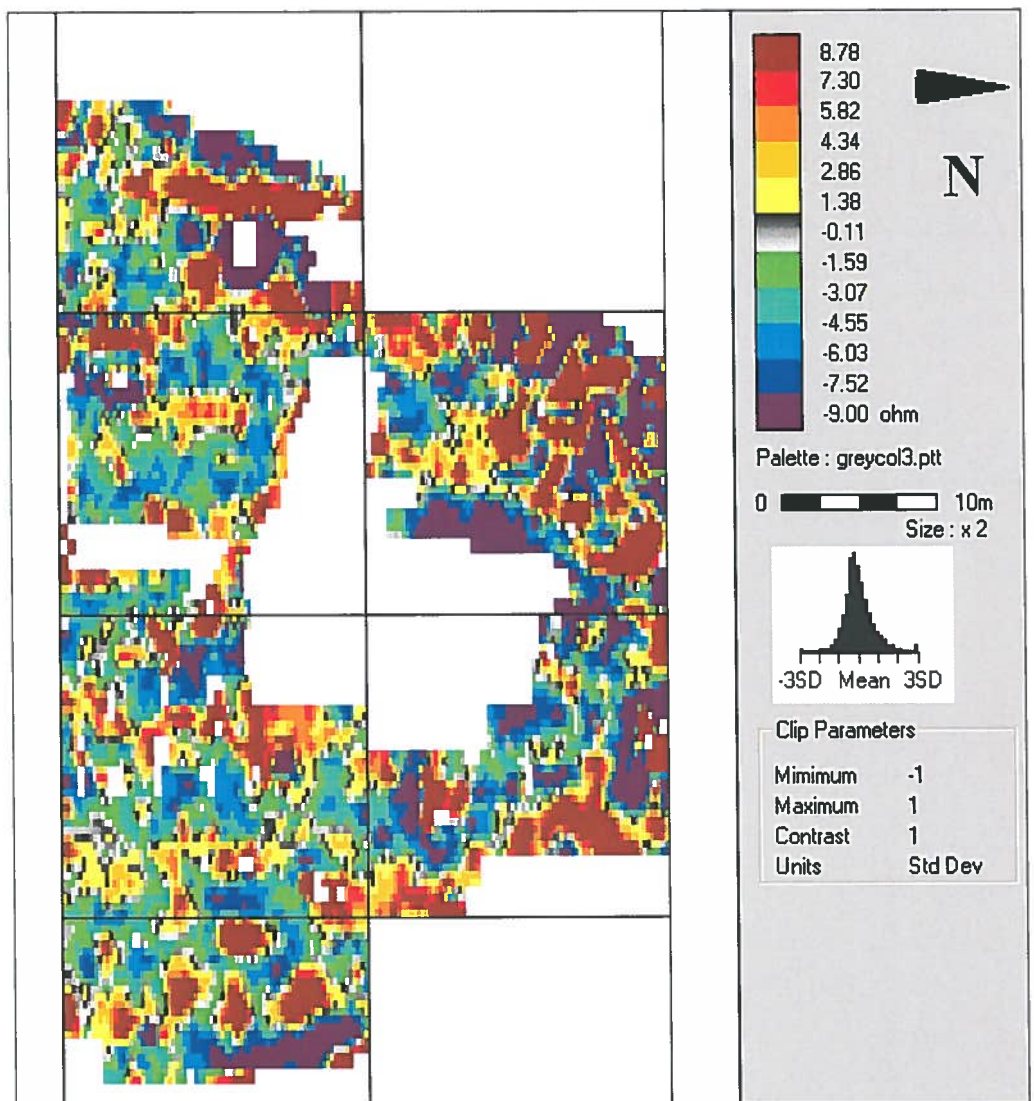 8.78
7.30
5.82
4.34
2.86
1.38
-0.11
-1.59
-3.07
-4.55
-6.03
-7.52
-9.00 ohm
N
Palette : greycol3.ptt
0 10m
Size : x 2
-3SD Mean 3SD
Clip Parameters
Mimimum -1
Maximum 1
Contrast 1
Units Std Dev